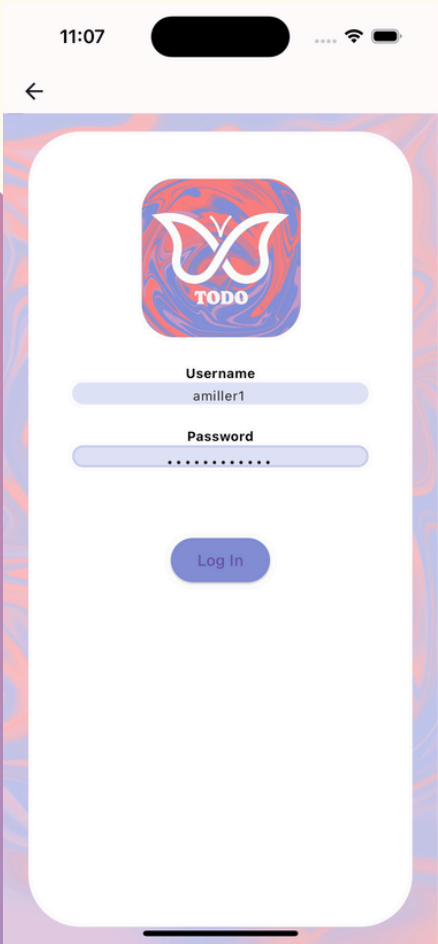 11:07
TODO
Username
amiller1
Password
••••••••••••
Log In